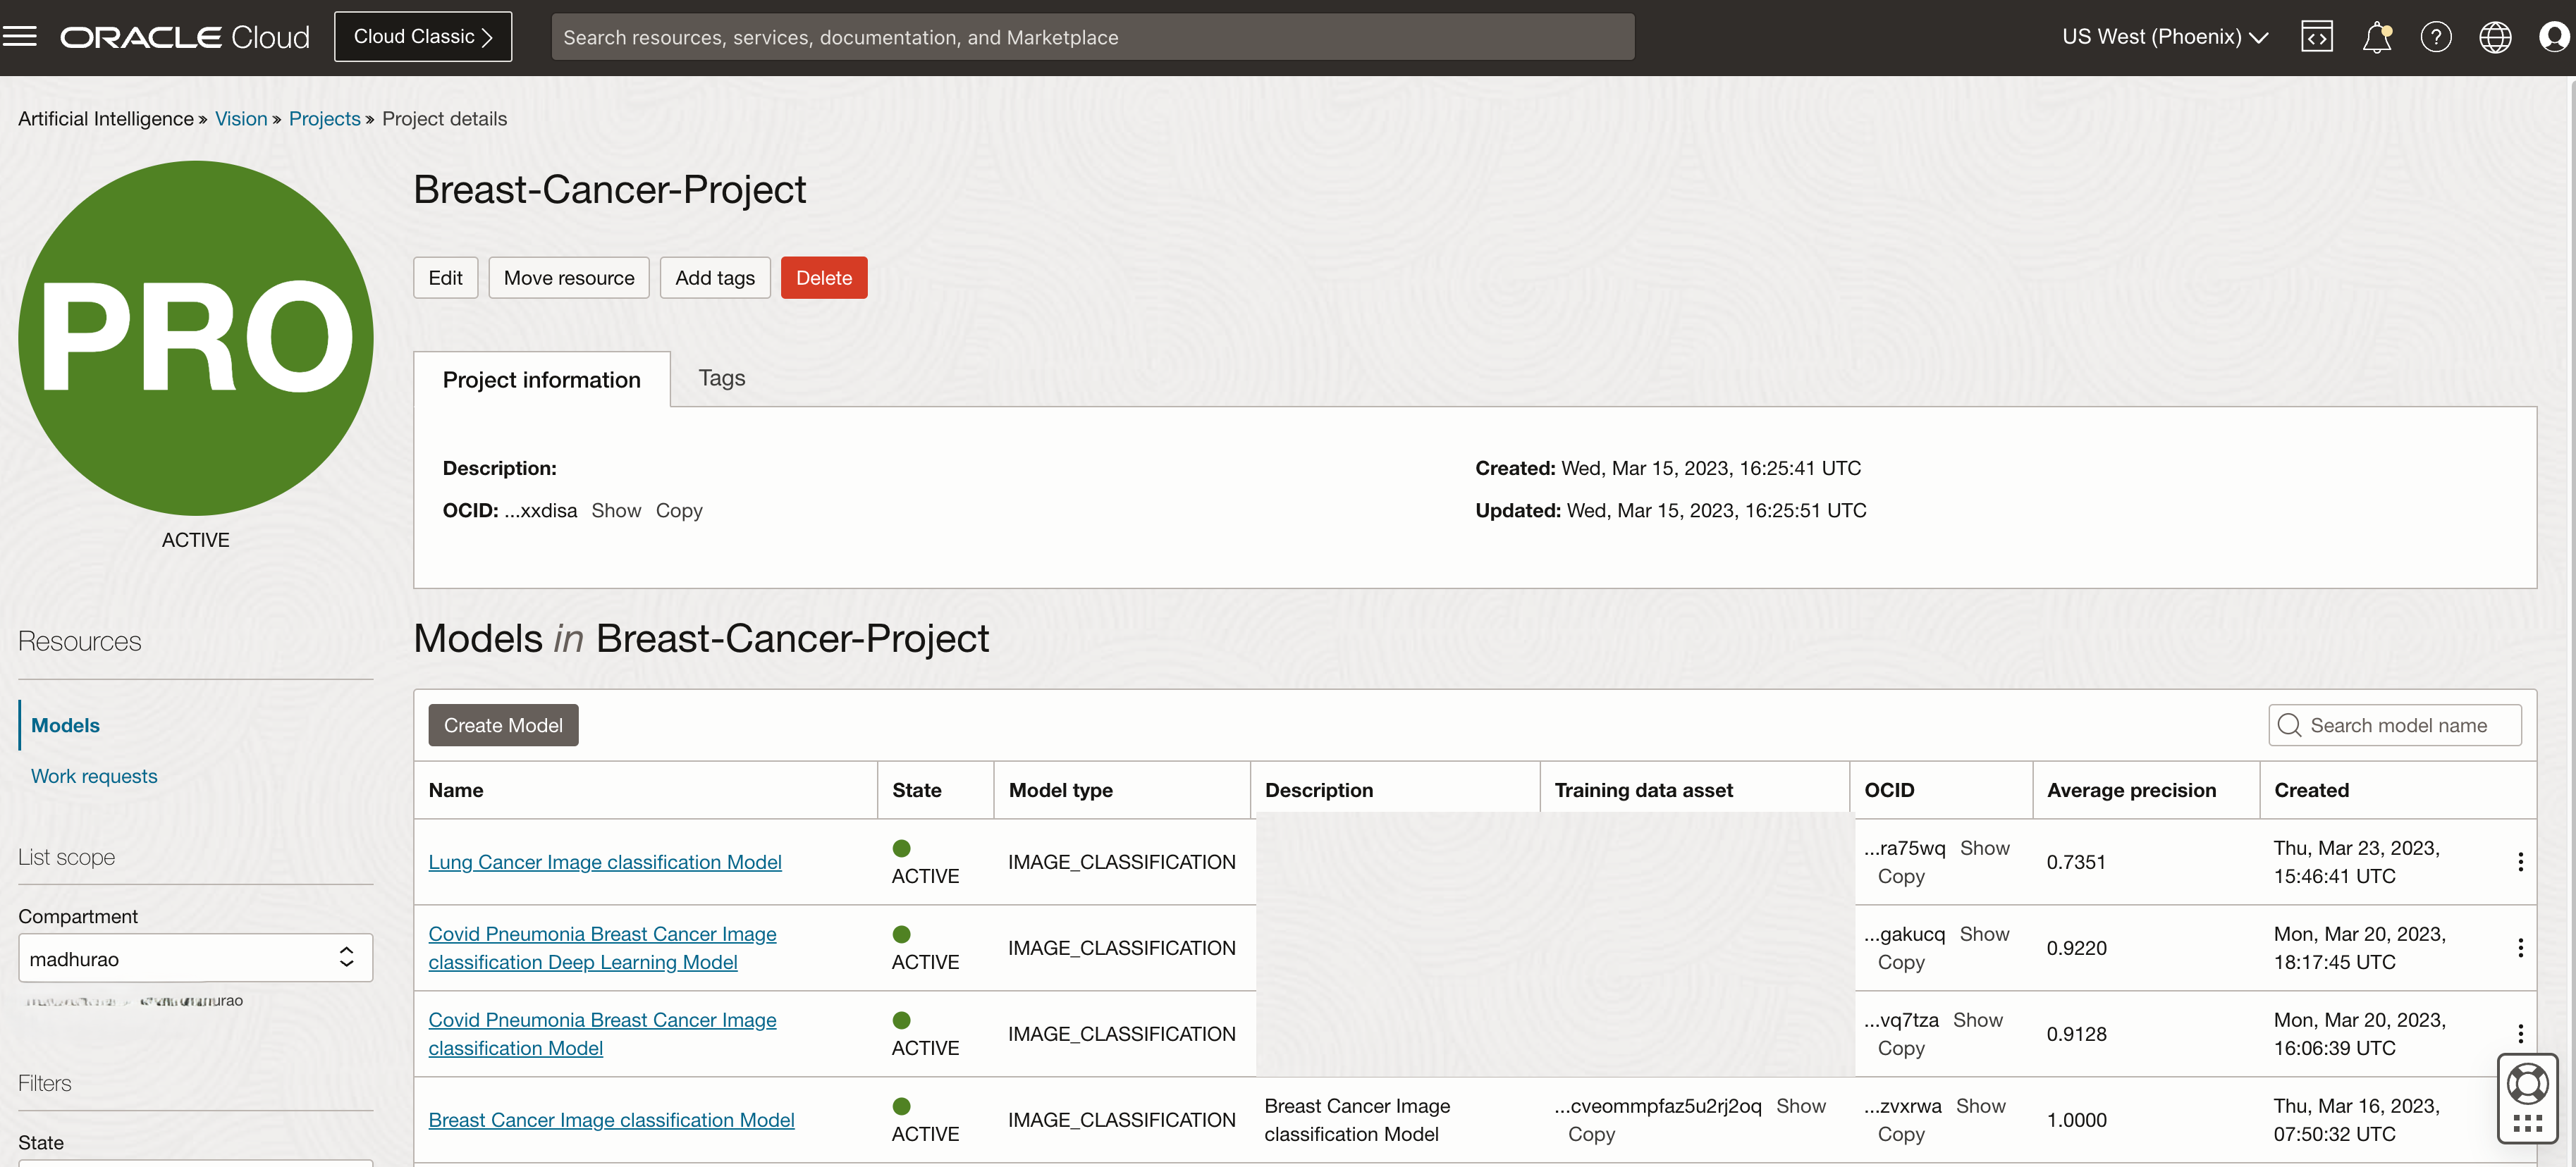 ORACLE Cloud
Cloud Classic
Search resources, services, documentation, and Marketplace
US West (Phoenix)
Artificial Intelligence » Vision » Projects » Project details
PRO
ACTIVE
Breast-Cancer-Project
Edit
Move resource
Add tags
Delete
Project information
Tags
Description:
OCID: ...xxdisa Show Copy
Created: Wed, Mar 15, 2023, 16:25:41 UTC
Updated: Wed, Mar 15, 2023, 16:25:51 UTC
Resources
Models
Work requests
List scope
Compartment
madhurao
Filters
State
Models in Breast-Cancer-Project
Create Model
Search model name
Name State Model type Description Training data asset OCID Average precision Created
Lung Cancer Image classification Model
ACTIVE
IMAGE_CLASSIFICATION
...ra75wq Show
Copy
0.7351
Thu, Mar 23, 2023,
15:46:41 UTC
Covid Pneumonia Breast Cancer Image
classification Deep Learning Model
ACTIVE
IMAGE_CLASSIFICATION
...gakucq Show
Copy
0.9220
Mon, Mar 20, 2023,
18:17:45 UTC
Covid Pneumonia Breast Cancer Image
classification Model
ACTIVE
IMAGE_CLASSIFICATION
...vq7tza Show
Copy
0.9128
Mon, Mar 20, 2023,
16:06:39 UTC
Breast Cancer Image classification Model
ACTIVE
IMAGE_CLASSIFICATION
Breast Cancer Image
classification Model
...cveommpfaz5u2rj2oq Show
Copy
...zvxrwa Show
Copy
1.0000
Thu, Mar 16, 2023,
07:50:32 UTC